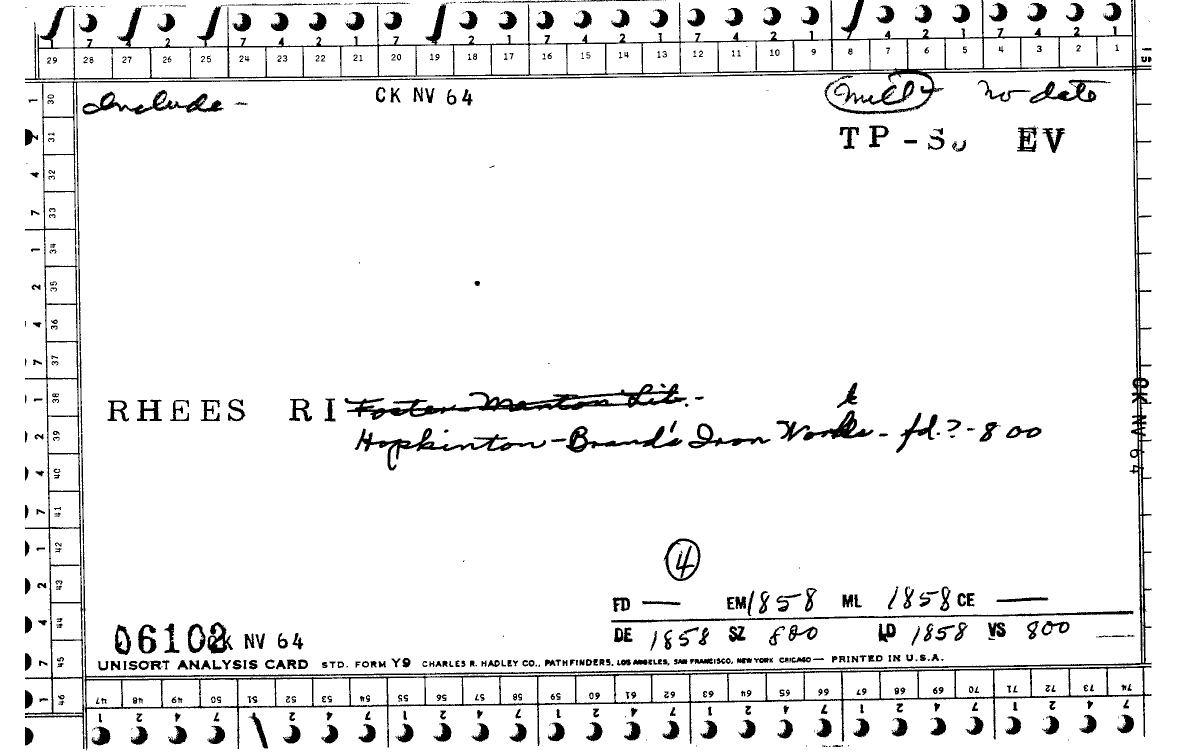 7 2 7 4 2 1 7 2 1 7 4 2 1 7 4 2 1 7 4 2 1 7 4 2 1
29 28 27 26 25 24 23 22 21 20 19 18 17 16 15 14 13 12 11 10 9 8 7 6 5 4 3 2 1
Include - CK NV 64 Mill no date
TP - So EV
RHEES RI Foster Manton Lib. -
k
Hopkinton - Brand's Iron Works - fd.? - 800
CK NV 64
4
FD — EM 1858 ML 1858 CE —
DE 1858 SZ 800 LD 1858 VS 800
06102 CK NV 64
UNISORT ANALYSIS CARD STD. FORM Y9 CHARLES R. HADLEY CO., PATHFINDERS, LOS ANGELES, SAN FRANCISCO, NEW YORK CHICAGO — PRINTED IN U.S.A.
1 30
2 31
4 32
7 33
1 34
2 35
4 36
7 37
1 38
2 39
4 40
7 41
1 42
2 43
4 44
7 45
1 46
47 48 49 50 51 52 53 54 55 56 57 58 59 60 61 62 63 64 65 66 67 68 69 70 71 72 73 74
1 2 4 7 2 4 7 1 2 4 7 1 2 4 7 1 2 4 7 1 2 4 7 1 2 4 7